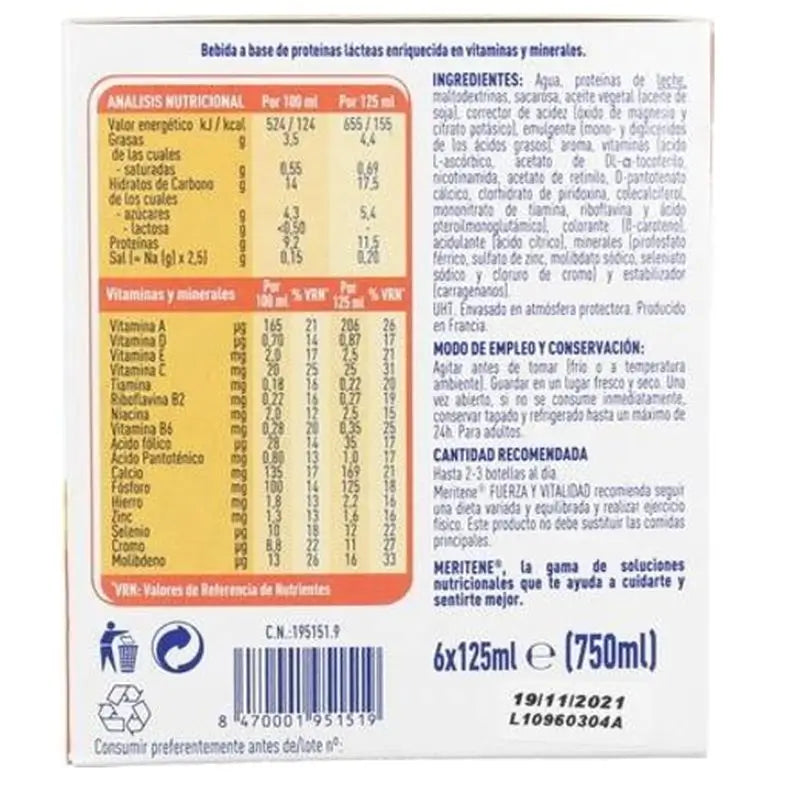 Bebida a base de proteínas lácteas enriquecida en vitaminas y minerales.
ANALISIS NUTRICIONAL Por 100 ml Por 125 ml
Valor energético kJ / kcal 524 / 124 655 / 155
Grasas g 3,5 4,4
de las cuales
- saturadas g 0,55 0,69
Hidratos de Carbono g 14 17,5
de los cuales
- azúcares g 4,3 5,4
- lactosa g <0,50 -
Proteínas g 9,2 11,5
Sal (= Na (g) x 2,5) g 0,15 0,20
Vitaminas y minerales Por 100 ml % VRN* Por 125 ml % VRN*
Vitamina A µg 165 21 206 26
Vitamina D µg 0,70 14 0,87 17
Vitamina E mg 2,0 17 2,5 21
Vitamina C mg 20 25 25 31
Tiamina mg 0,18 16 0,22 20
Riboflavina B2 mg 0,22 16 0,27 19
Niacina mg 2,0 12 2,5 15
Vitamina B6 mg 0,28 20 0,35 25
Ácido fólico µg 28 14 35 17
Ácido Pantoténico mg 0,80 13 1,0 17
Calcio mg 135 17 169 21
Fósforo mg 100 14 125 18
Hierro mg 1,8 13 2,2 16
Zinc mg 1,3 13 1,6 16
Selenio µg 10 18 12 22
Cromo µg 8,8 22 11 27
Molibdeno µg 13 26 16 33
*VRN: Valores de Referencia de Nutrientes
INGREDIENTES: Agua, proteínas de leche,
maltodextrinas, sacarosa, aceite vegetal (aceite de
soja), corrector de acidez (óxido de magnesio y
citrato potásico), emulgente (mono- y diglicéridos
de los ácidos grasos), aroma, vitaminas (ácido
L-ascórbico, acetato de DL-α-tocoferilo,
nicotinamida, acetato de retinilo, D-pantotenato
cálcico, clorhidrato de piridoxina, colecalciferol,
mononitrato de tiamina, riboflavina y ácido
pteroilmonoglutámico), colorante (ß-caroteno),
acidulante (ácido cítrico), minerales (pirofosfato
férrico, sulfato de zinc, molibdato sódico, seleniato
sódico y cloruro de cromo) y estabilizador
(carragenanos).
UHT. Envasado en atmósfera protectora. Producido
en Francia.
MODO DE EMPLEO Y CONSERVACIÓN:
Agitar antes de tomar (frío o a temperatura
ambiente). Guardar en un lugar fresco y seco. Una
vez abierto, si no se consume inmediatamente,
conservar tapado y refrigerado hasta un máximo de
24h. Para adultos.
CANTIDAD RECOMENDADA
Hasta 2-3 botellas al día.
Meritene® FUERZA Y VITALIDAD recomienda seguir
una dieta variada y equilibrada y realizar ejercicio
físico. Este producto no debe sustituir las comidas
principales.
MERITENE®, la gama de soluciones
nutricionales que te ayuda a cuidarte y
sentirte mejor.
C.N.:195151.9
8 470001 951519
6x125ml e (750ml)
19/11/2021
L10960304A
Consumir preferentemente antes de/lote nº: